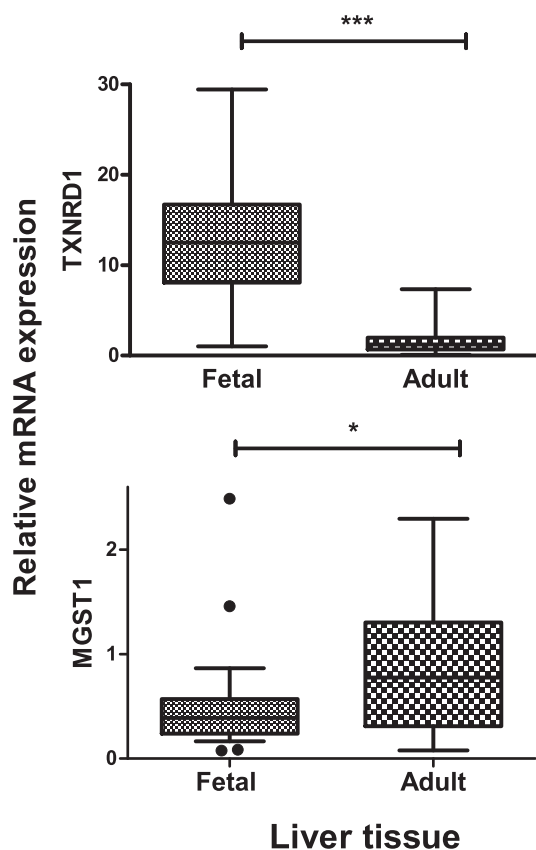 ***
Relative mRNA expression
TXNRD1
30
20
10
0
Fetal Adult
*
MGST1
2
1
0
Fetal Adult
Liver tissue